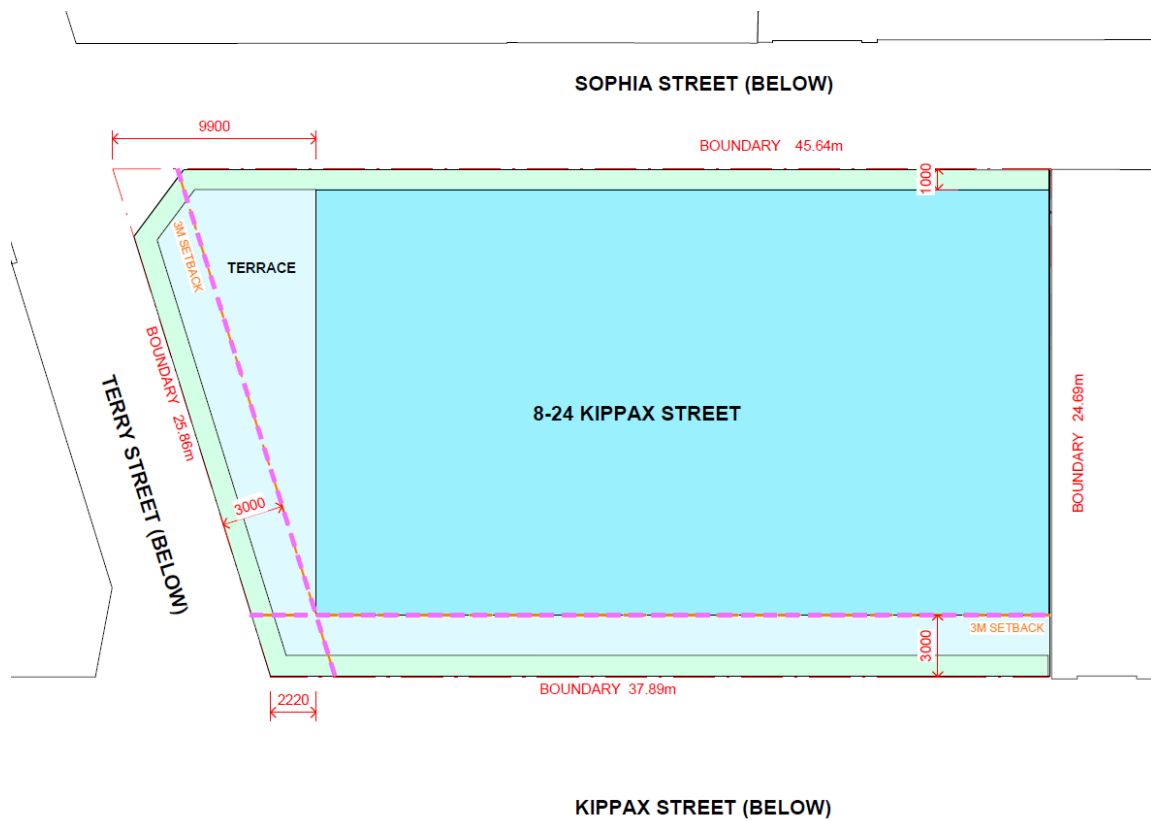 SOPHIA STREET (BELOW)
9900
BOUNDARY 45.64m
1000
3M SETBACK
TERRACE
BOUNDARY 25.86m
TERRY STREET (BELOW)
8-24 KIPPAX STREET
BOUNDARY 24.69m
3000
3M SETBACK
3000
BOUNDARY 37.89m
2220
KIPPAX STREET (BELOW)